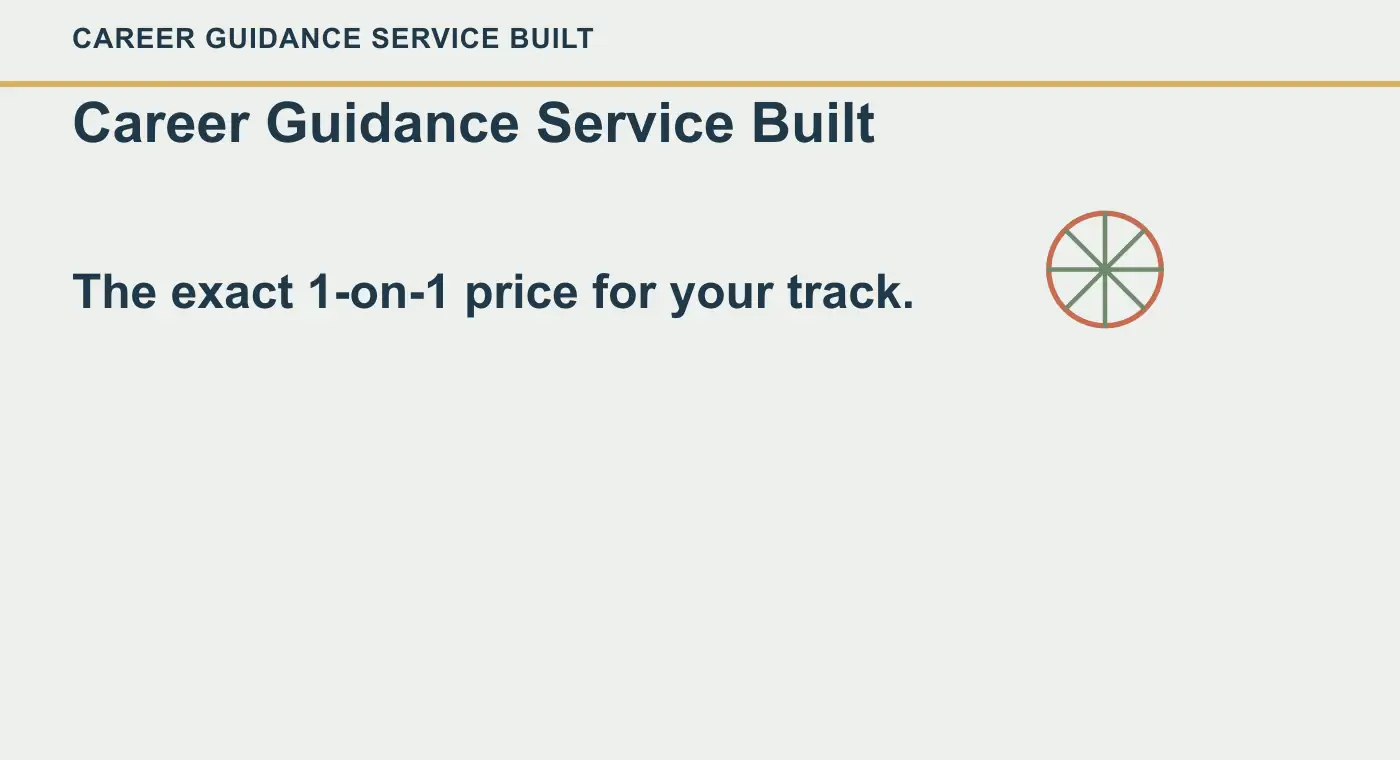 CAREER GUIDANCE SERVICE BUILT
Career Guidance Service Built
The exact 1-on-1 price for your track.